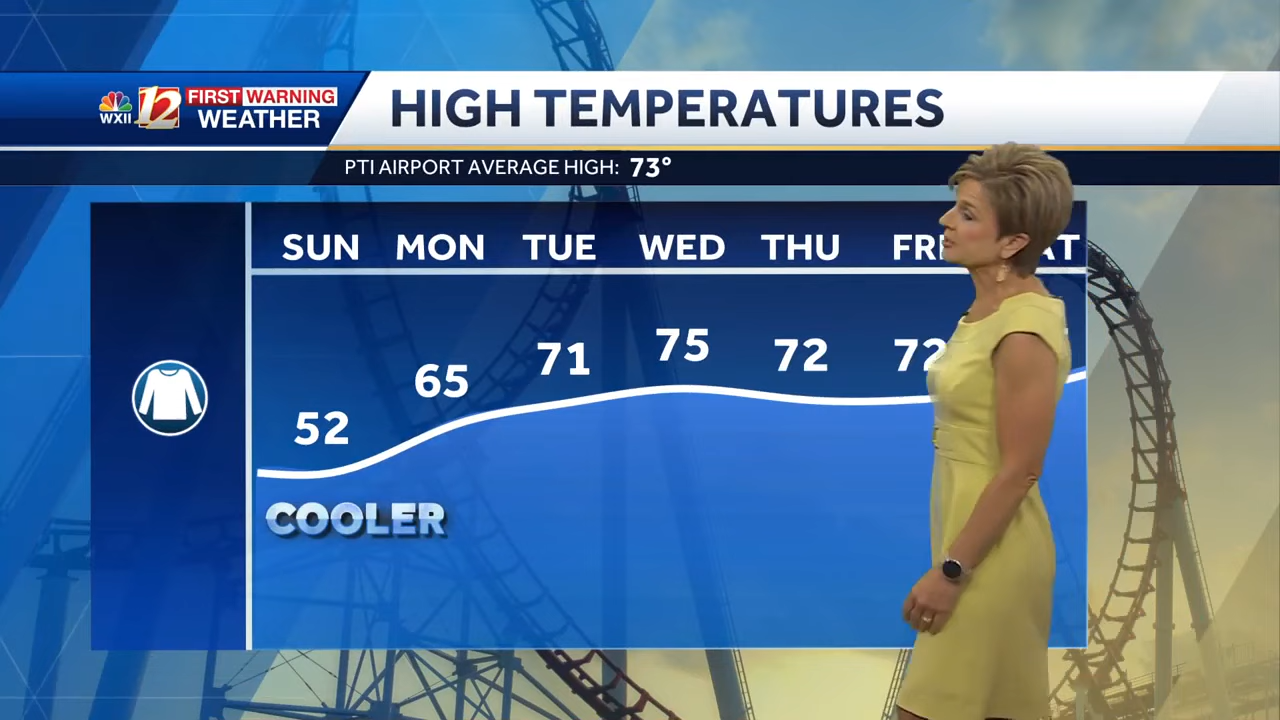 WXII 12 FIRST WARNING WEATHER
HIGH TEMPERATURES
PTI AIRPORT AVERAGE HIGH: 73°
SUN MON TUE WED THU
52 65 71 75 72 72
COOLER